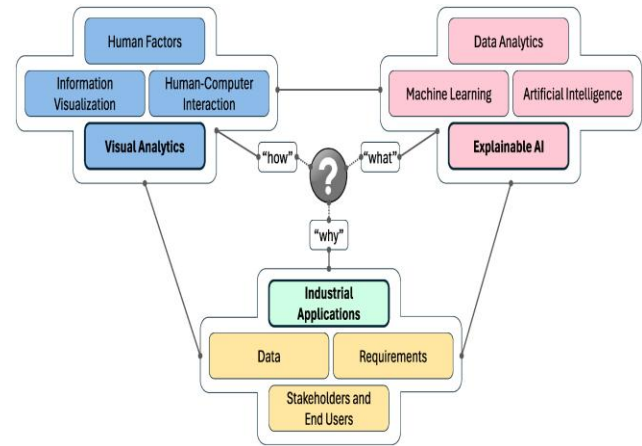 Human Factors
Information
Visualization
Human-Computer
Interaction
Visual Analytics
Data Analytics
Machine Learning
Artificial Intelligence
Explainable AI
"how"
?
"what"
"why"
Industrial
Applications
Data
Requirements
Stakeholders and
End Users